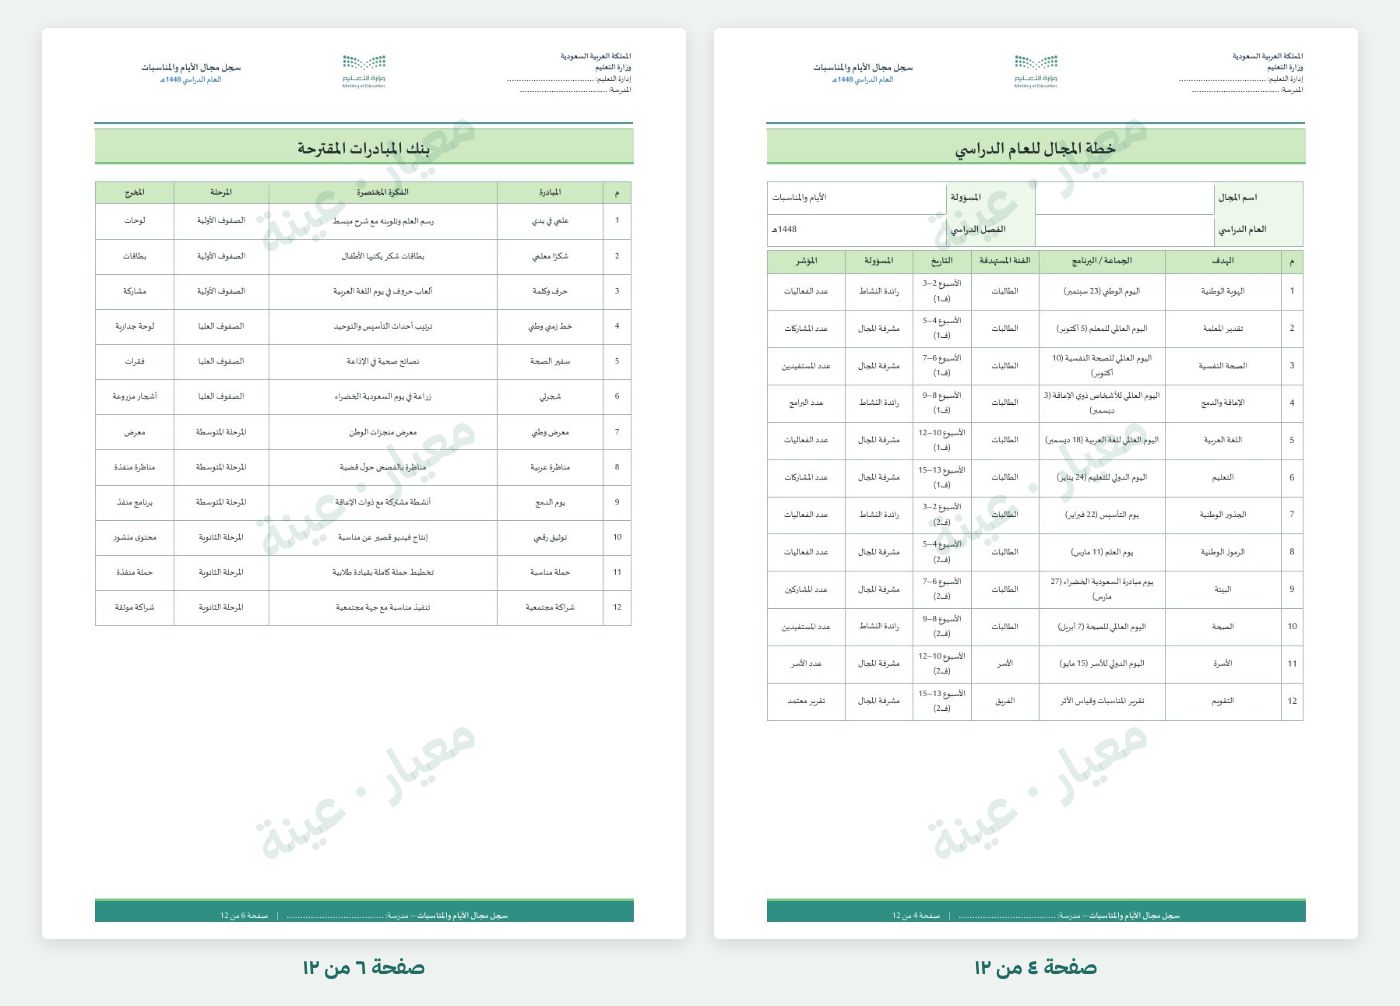 المملكة العربية السعودية
وزارة التعليم
إدارة التعليم: ........................................
المدرسة: ........................................
وزارة التعليم
Ministry of Education
سجل مجال الأيام والمناسبات
العام الدراسي 1448هـ
خطة المجال للعام الدراسي
اسم المجال المسؤولة الأيام والمناسبات
العام الدراسي الفصل الدراسي 1448هـ
م الهدف الجماعة / البرنامج الفئة المستهدفة التاريخ المسؤولة المؤشر
1 الهوية الوطنية اليوم الوطني (23 سبتمبر) الطالبات الأسبوع 2–3 (ف1) رائدة النشاط عدد الفعاليات
2 تقدير المعلمة اليوم العالمي للمعلم (5 أكتوبر) الطالبات الأسبوع 4–5 (ف1) مشرفة المجال عدد المشاركات
3 الصحة النفسية اليوم العالمي للصحة النفسية (10 أكتوبر) الطالبات الأسبوع 6–7 (ف1) مشرفة المجال عدد المستفيدين
4 الإعاقة والدمج اليوم العالمي للأشخاص ذوي الإعاقة (3 ديسمبر) الطالبات الأسبوع 8–9 (ف1) رائدة النشاط عدد البرامج
5 اللغة العربية اليوم العالمي للغة العربية (18 ديسمبر) الطالبات الأسبوع 10–12 (ف1) مشرفة المجال عدد الفعاليات
6 التعليم اليوم الدولي للتعليم (24 يناير) الطالبات الأسبوع 13–15 (ف1) مشرفة المجال عدد المشاركات
7 الجذور الوطنية يوم التأسيس (22 فبراير) الطالبات الأسبوع 2–3 (ف2) رائدة النشاط عدد الفعاليات
8 الرموز الوطنية يوم العلم (11 مارس) الطالبات الأسبوع 4–5 (ف2) مشرفة المجال عدد الفعاليات
9 البيئة يوم مبادرة السعودية الخضراء (27 مارس) الطالبات الأسبوع 6–7 (ف2) مشرفة المجال عدد المشاركين
10 الصحة اليوم العالمي للصحة (7 أبريل) الطالبات الأسبوع 8–9 (ف2) رائدة النشاط عدد المستفيدين
11 الأسرة اليوم الدولي للأسر (15 مايو) الأسر الأسبوع 10–12 (ف2) مشرفة المجال عدد الأسر
12 التقويم تقرير المناسبات وقياس الأثر الفريق الأسبوع 13–15 (ف2) مشرفة المجال تقرير معتمد
معيار · عينة
معيار · عينة
معيار · عينة
سجل مجال الأيام والمناسبات – مدرسة: .................................... | صفحة 4 من 12
صفحة ٤ من ١٢
المملكة العربية السعودية
وزارة التعليم
إدارة التعليم: ........................................
المدرسة: ........................................
وزارة التعليم
Ministry of Education
سجل مجال الأيام والمناسبات
العام الدراسي 1448هـ
بنك المبادرات المقترحة
م المبادرة الفكرة المختصرة المرحلة المخرج
1 علمي في يدي رسم العلم وتلوينه مع شرح مبسط الصفوف الأولية لوحات
2 شكرًا معلمي بطاقات شكر يكتبها الأطفال الصفوف الأولية بطاقات
3 حرف وكلمة ألعاب حروف في يوم اللغة العربية الصفوف الأولية مشاركة
4 خط زمني وطني ترتيب أحداث التأسيس والتوحيد الصفوف العليا لوحة جدارية
5 سفير الصحة نصائح صحية في الإذاعة الصفوف العليا فقرات
6 شجرتي زراعة في يوم السعودية الخضراء الصفوف العليا أشجار مزروعة
7 معرض وطني معرض منجزات الوطن المرحلة المتوسطة معرض
8 مناظرة عربية مناظرة بالفصحى حول قضية المرحلة المتوسطة مناظرة منفذة
9 يوم الدمج أنشطة مشتركة مع ذوات الإعاقة المرحلة المتوسطة برنامج منفذ
10 توثيق رقمي إنتاج فيديو قصير عن مناسبة المرحلة الثانوية محتوى منشور
11 حملة مناسبة تخطيط حملة كاملة بقيادة طلابية المرحلة الثانوية حملة منفذة
12 شراكة مجتمعية تنفيذ مناسبة مع جهة مجتمعية المرحلة الثانوية شراكة موثقة
معيار · عينة
معيار · عينة
معيار · عينة
سجل مجال الأيام والمناسبات – مدرسة: .................................... | صفحة 6 من 12
صفحة ٦ من ١٢